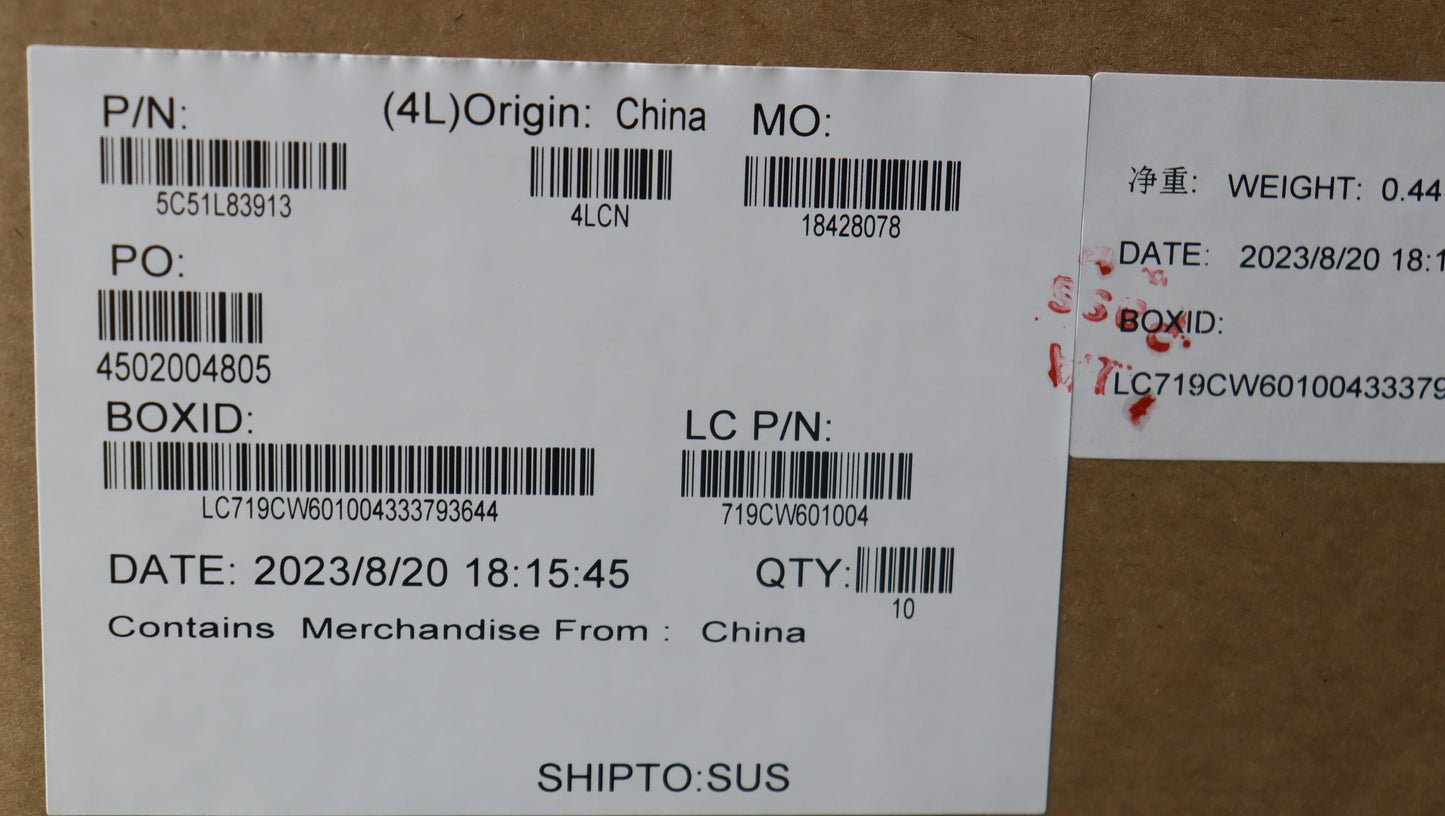 P/N: (4L)Origin: China MO:
5C51L83913 4LCN 18428078
PO:
4502004805
BOXID: LC P/N:
LC719CW601004333793644 719CW601004
DATE: 2023/8/20 18:15:45 QTY:
10
Contains Merchandise From : China
SHIPTO:SUS
净重: WEIGHT: 0.44
DATE: 2023/8/20 18:1
BOXID:
LC719CW60100433379